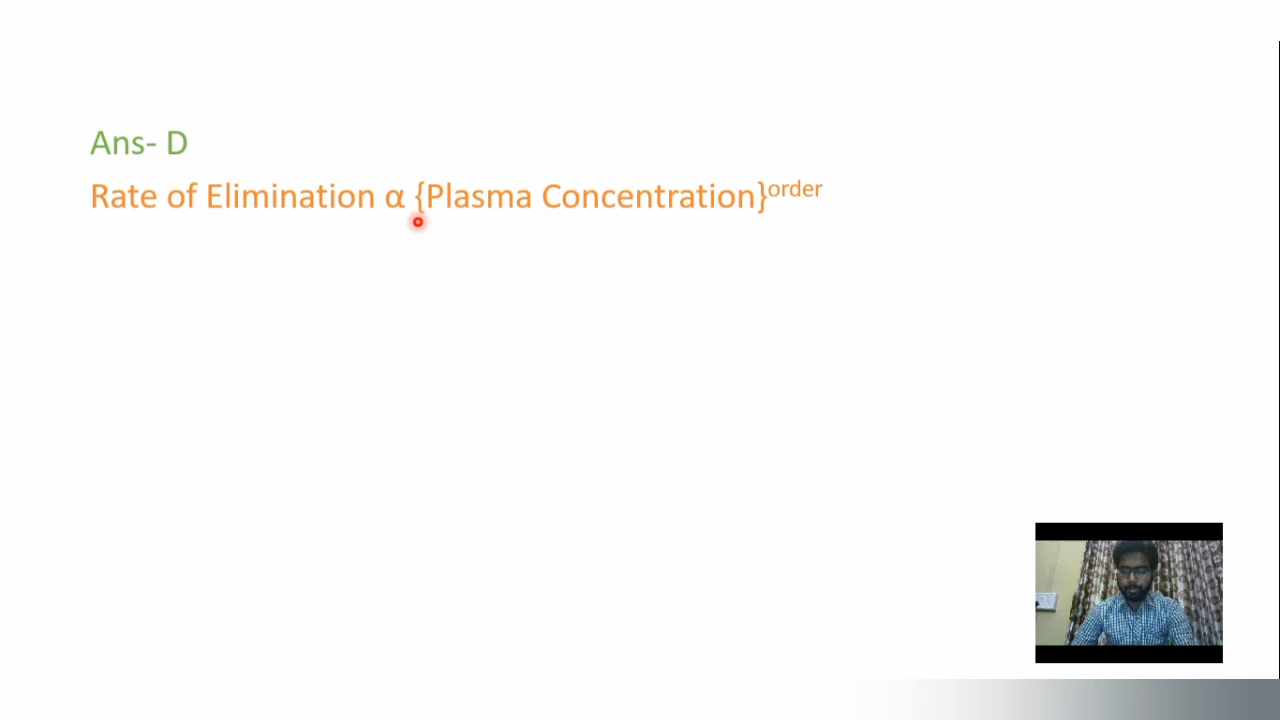 Ans- D
Rate of Elimination α {Plasma Concentration}order